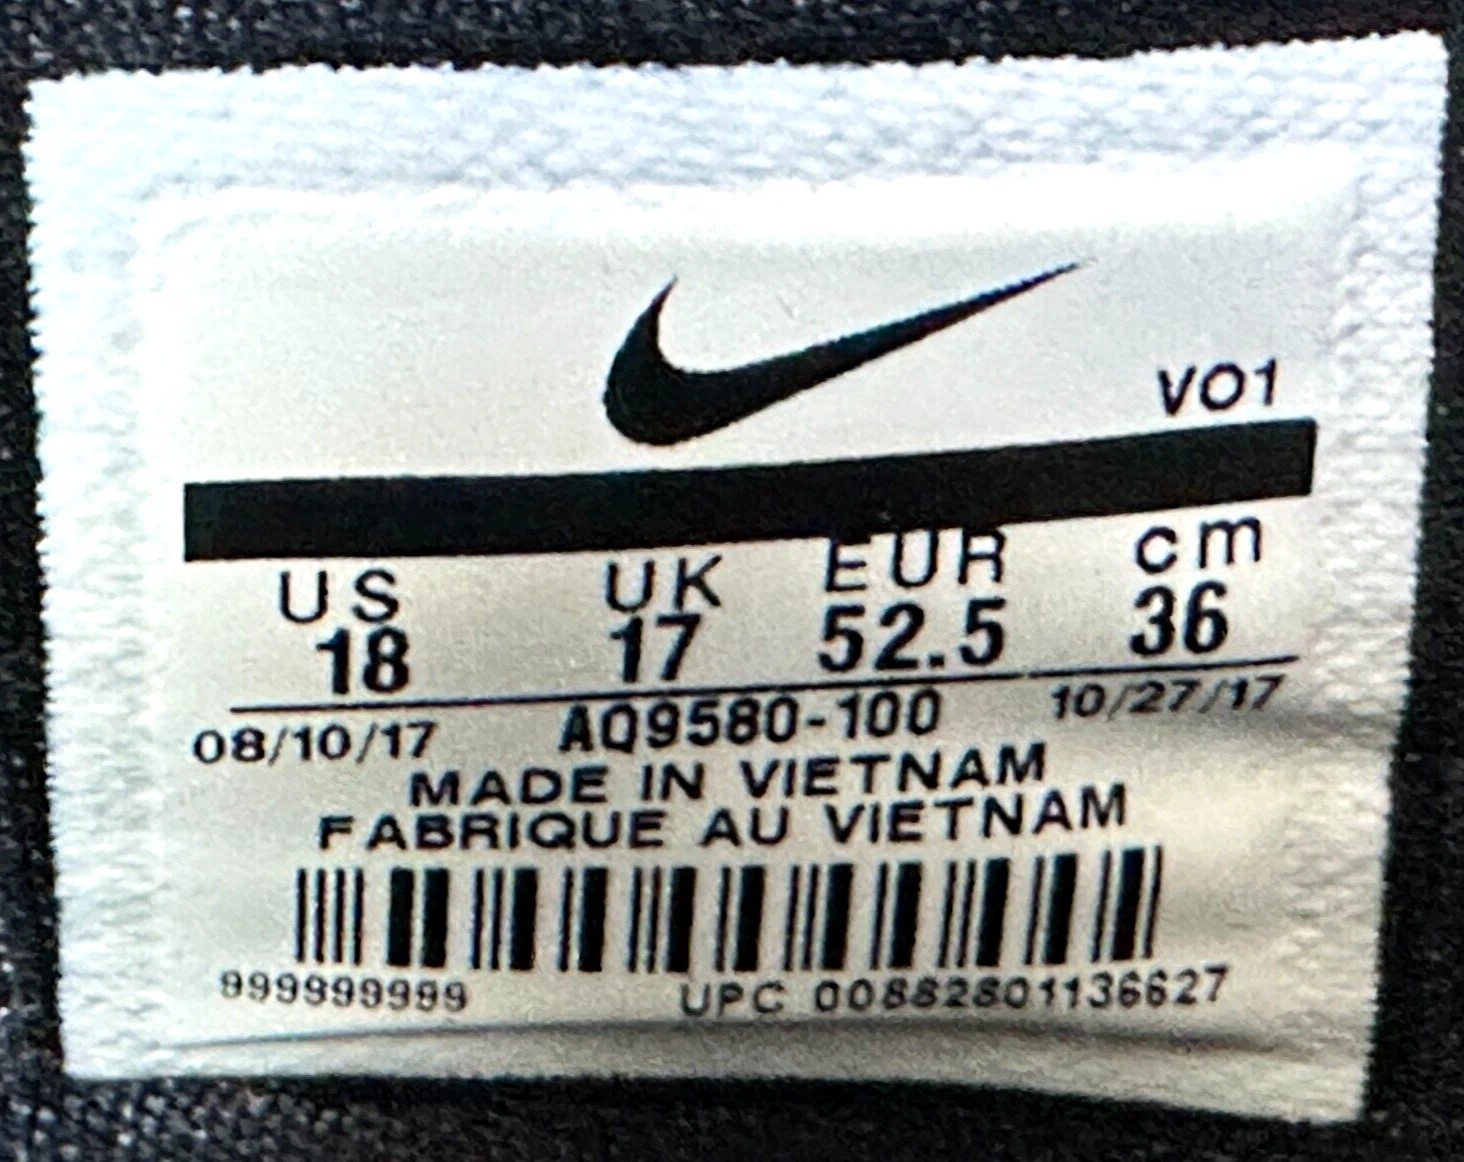 VO1
US UK EUR cm
18 17 52.5 36
08/10/17 AQ9580-100 10/27/17
MADE IN VIETNAM
FABRIQUE AU VIETNAM
999999999 UPC 00882801136627